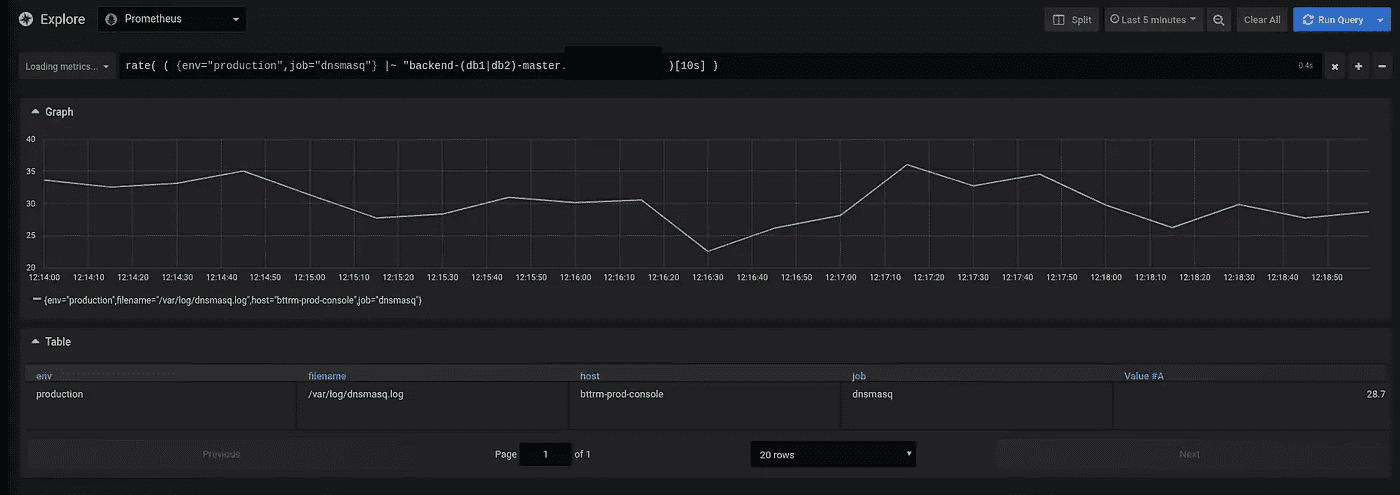 Explore Prometheus Split Last 5 minutes Clear All Run Query
Loading metrics... rate( ( {env="production",job="dnsmasq"} |~ "backend-(db1|db2)-master. )[10s] ) 0.4s
Graph
40
35
30
25
20
12:14:00 12:14:10 12:14:20 12:14:30 12:14:40 12:14:50 12:15:00 12:15:10 12:15:20 12:15:30 12:15:40 12:15:50 12:16:00 12:16:10 12:16:20 12:16:30 12:16:40 12:16:50 12:17:00 12:17:10 12:17:20 12:17:30 12:17:40 12:17:50 12:18:00 12:18:10 12:18:20 12:18:30 12:18:40 12:18:50
{env="production",filename="/var/log/dnsmasq.log",host="bttrm-prod-console",job="dnsmasq"}
Table
env filename host job Value #A
production /var/log/dnsmasq.log bttrm-prod-console dnsmasq 28.7
Previous Page 1 of 1 20 rows Next